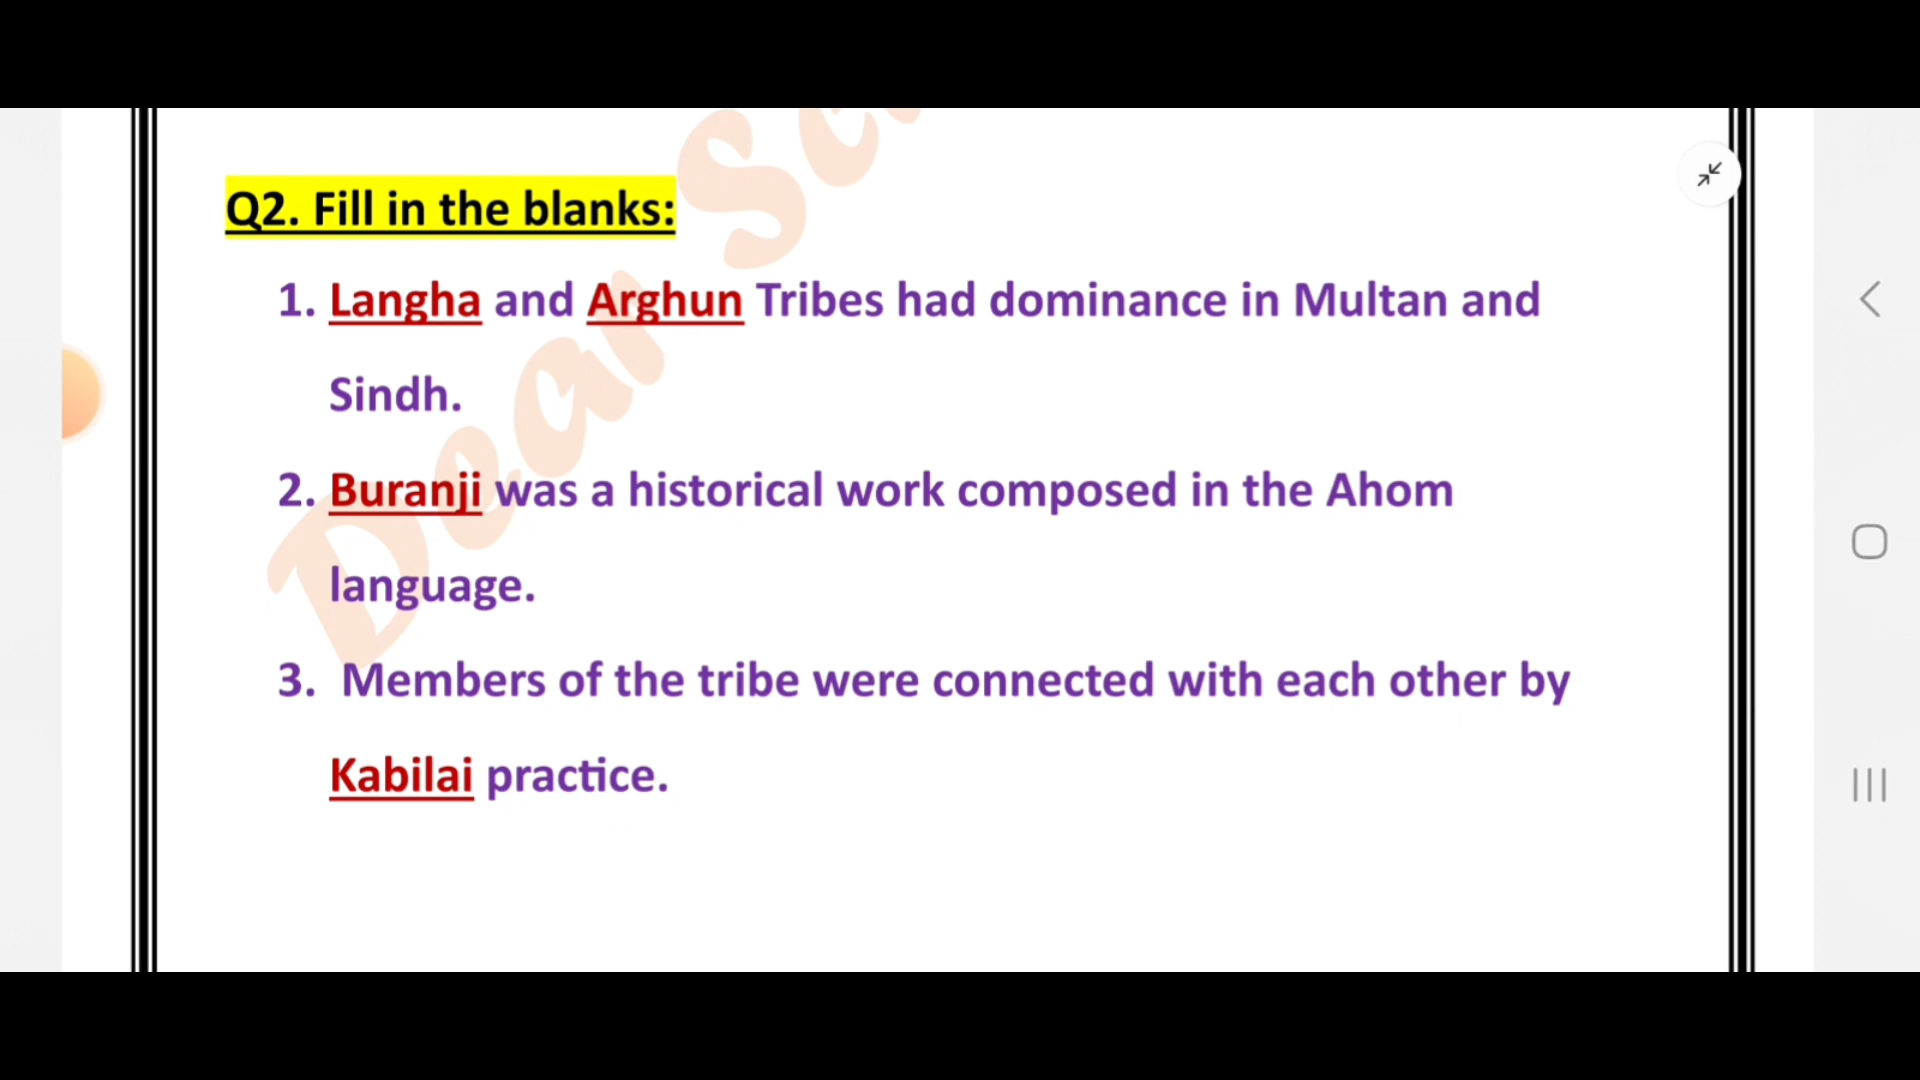 Q2. Fill in the blanks:
1. Langha and Arghun Tribes had dominance in Multan and
Sindh.
2. Buranji was a historical work composed in the Ahom
language.
3. Members of the tribe were connected with each other by
Kabilai practice.
Dear